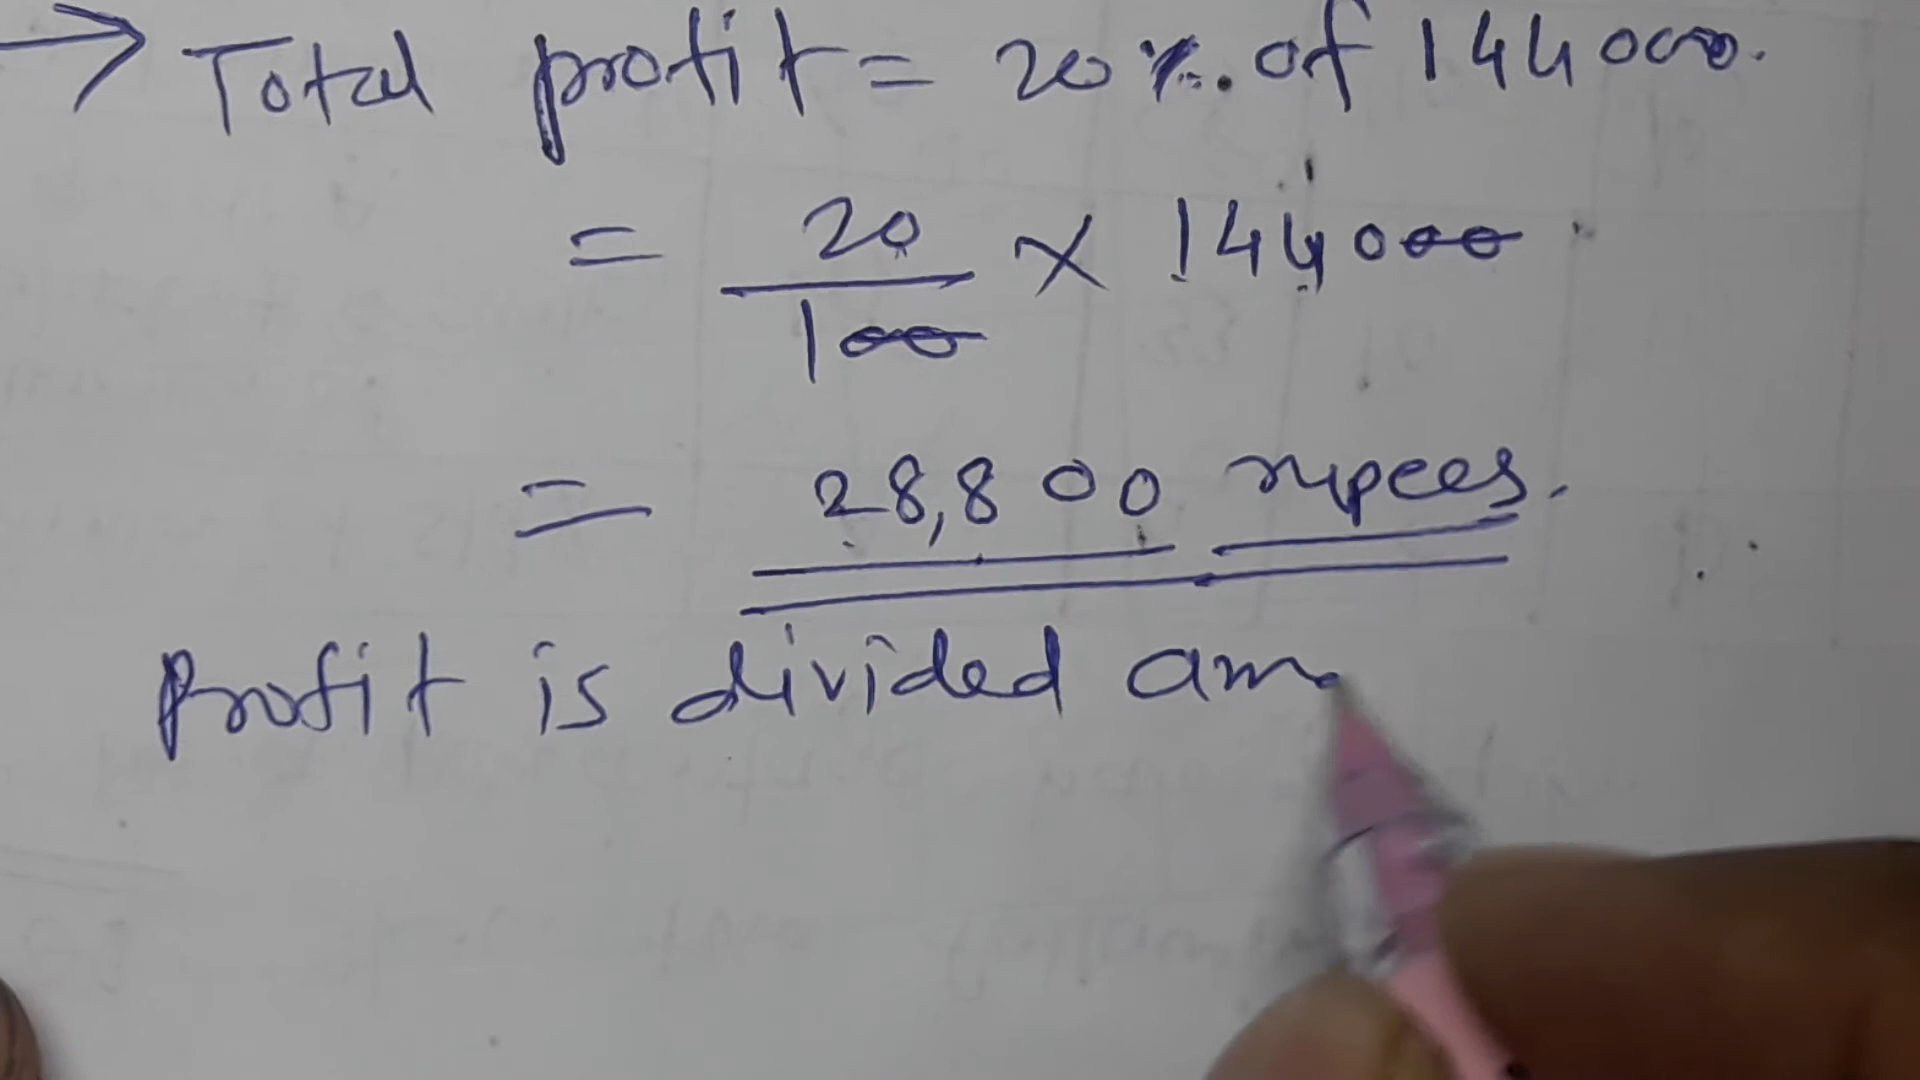 → Total profit = 20%. of 144000.
= 20/100 × 144000
= 28,800 rupees.
Profit is divided am